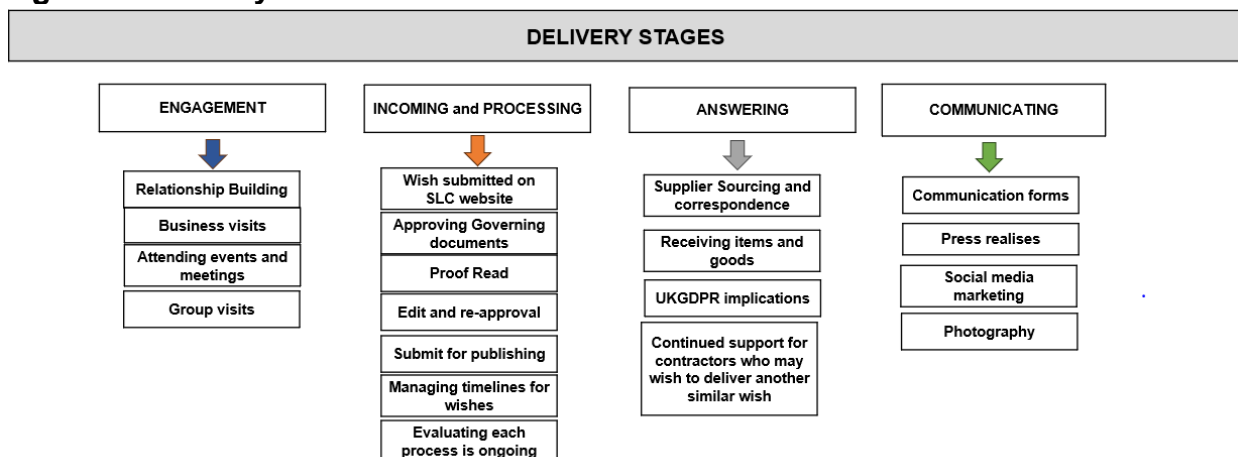 DELIVERY STAGES
ENGAGEMENT
Relationship Building
Business visits
Attending events and
meetings
Group visits
INCOMING and PROCESSING
Wish submitted on
SLC website
Approving Governing
documents
Proof Read
Edit and re-approval
Submit for publishing
Managing timelines for
wishes
Evaluating each
process is ongoing
ANSWERING
Supplier Sourcing and
correspondence
Receiving items and
goods
UKGDPR implications
Continued support for
contractors who may
wish to deliver another
similar wish
COMMUNICATING
Communication forms
Press realises
Social media
marketing
Photography